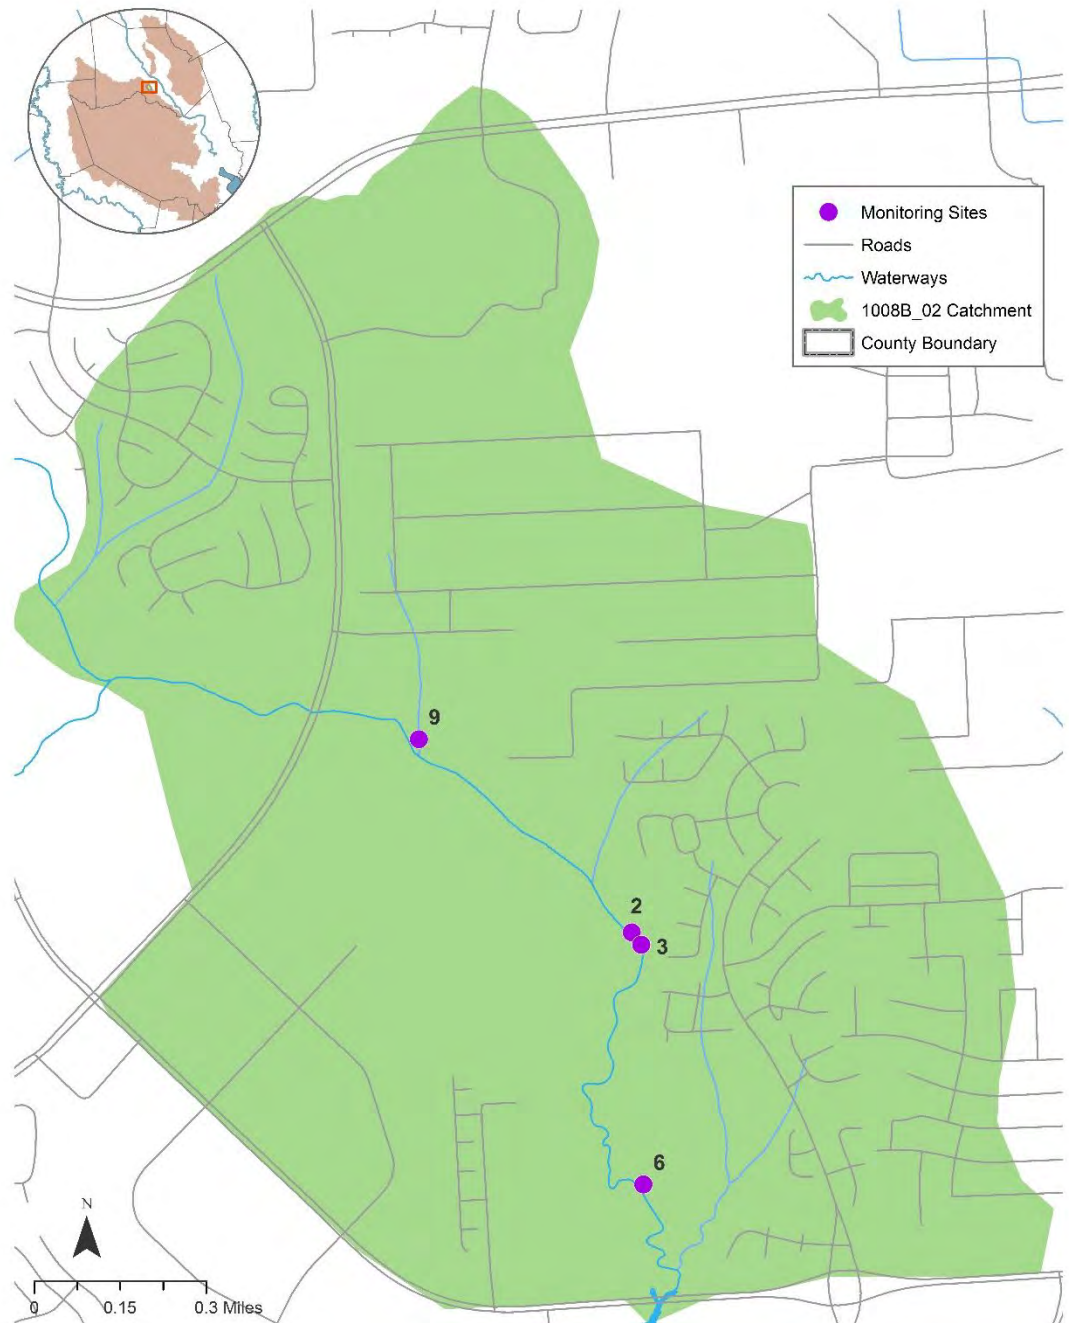 Monitoring Sites
Roads
Waterways
1008B_02 Catchment
County Boundary
9
2
3
6
N
0 0.15 0.3 Miles